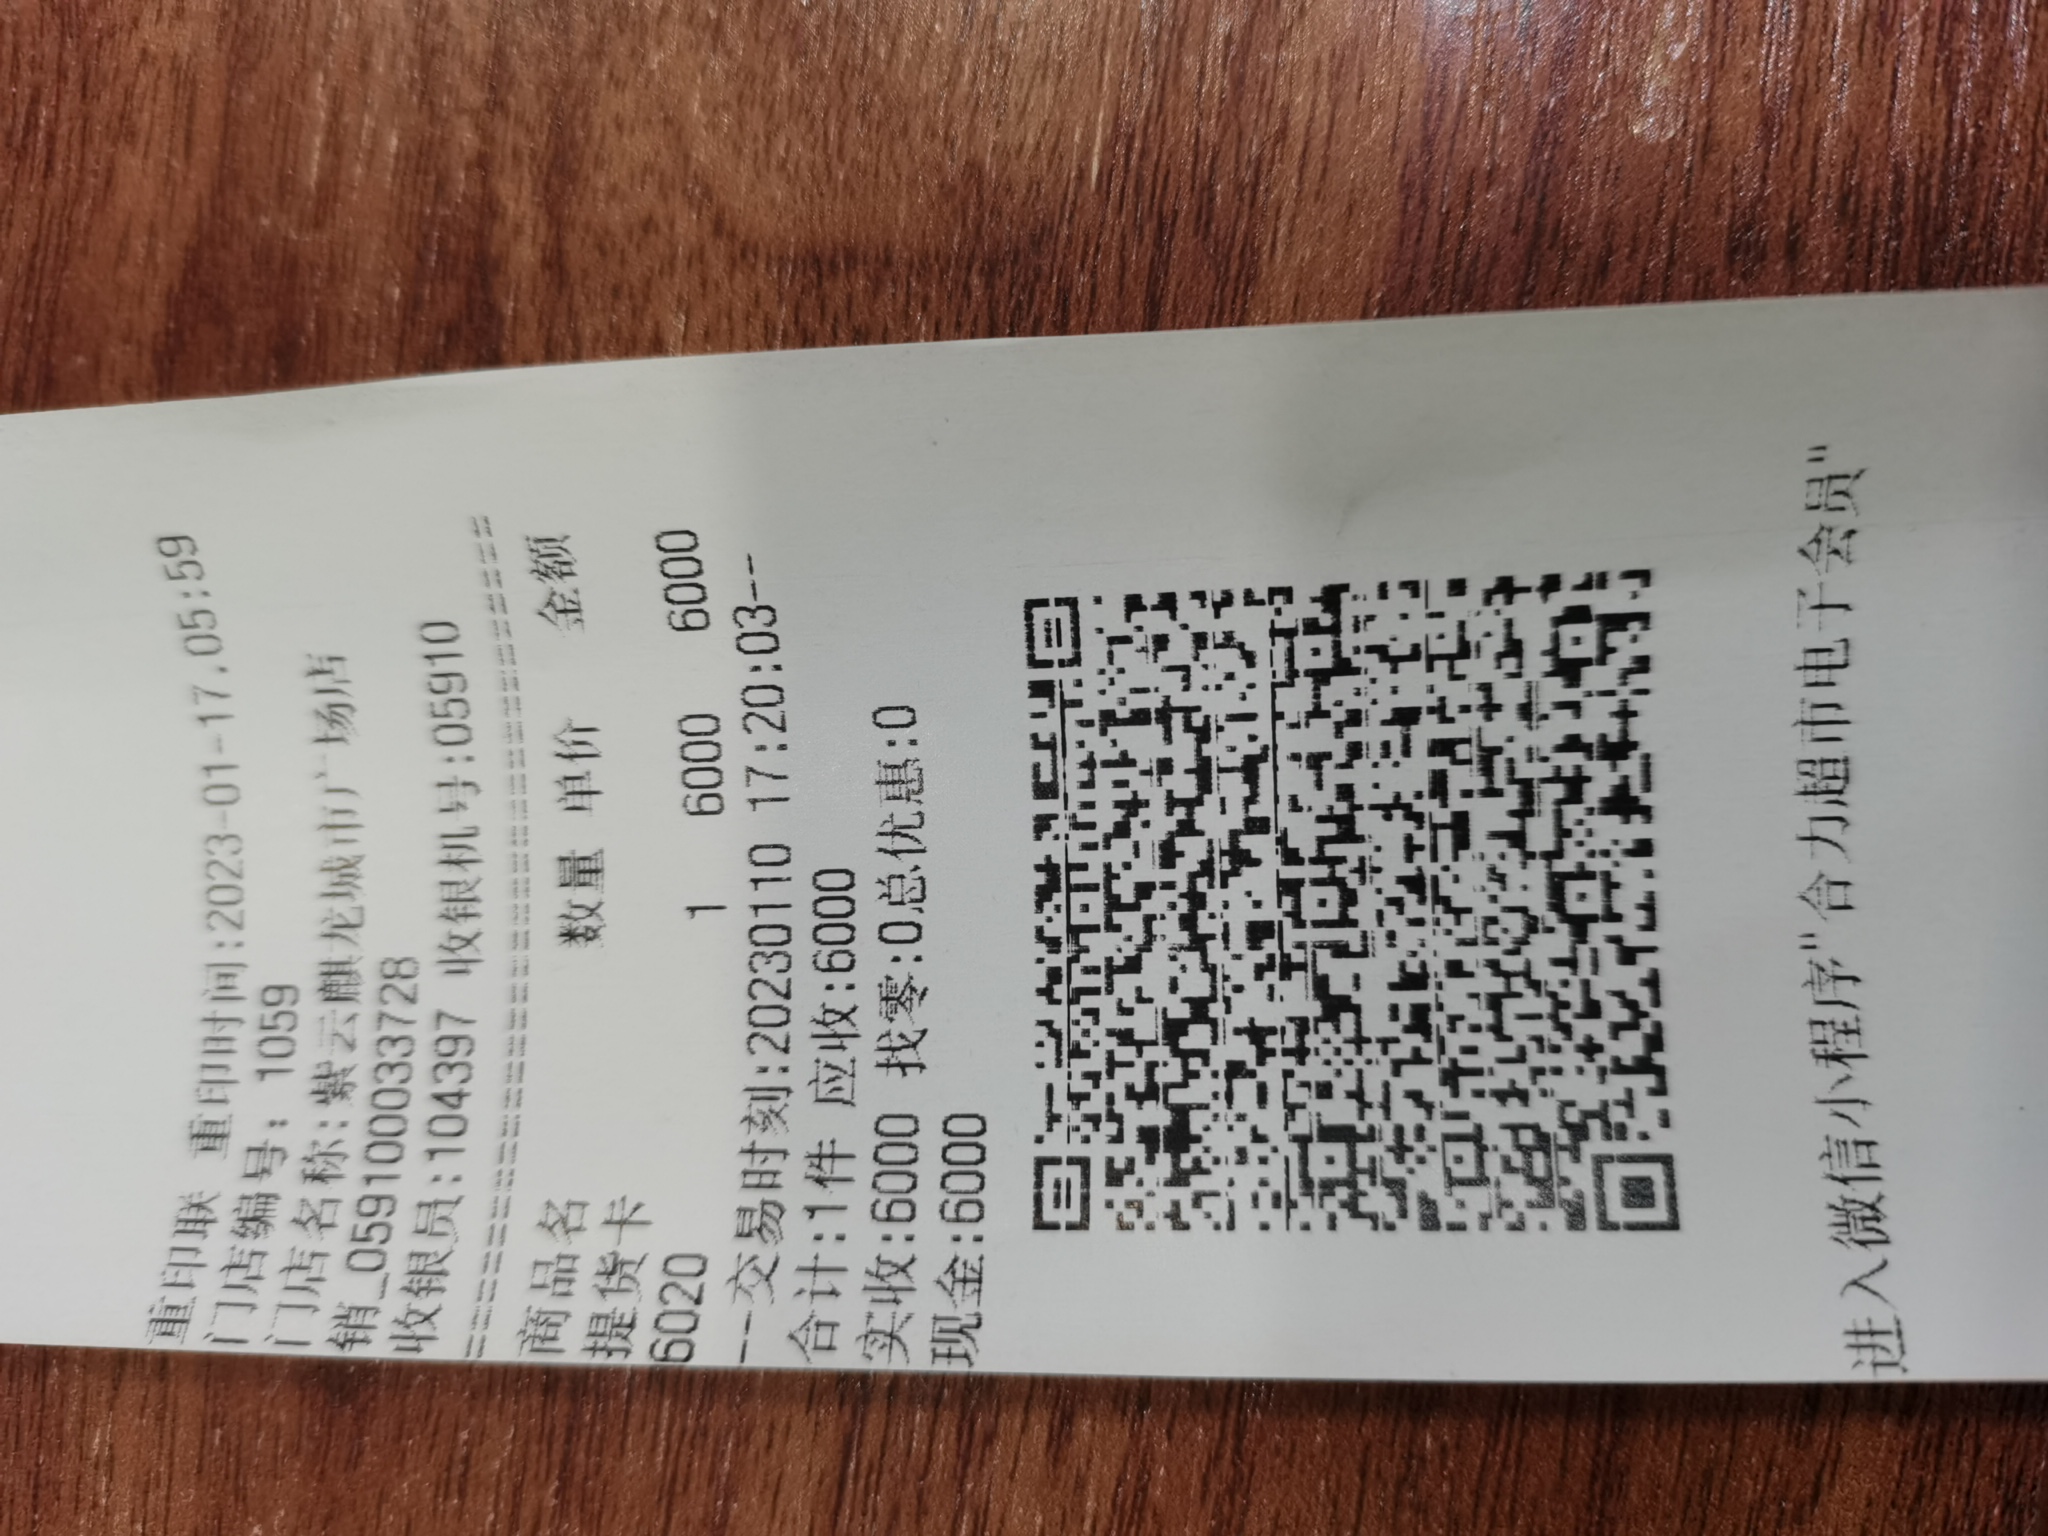 重印联 重印时间:2023-01-17,05:59
门店编号: 1059
门店名称:紫云麒龙城市广场店
销_0591000337728
收银员:104397 收银机号:05910
================================
商品名 数量 单价 金额
提货卡
6020 1 6000 6000
--交易时刻:20230110 17:20:03--
合计:1件 应收:6000
实收:6000 找零:0总优惠:0
现金:6000
进入微信小程序"合力超市电子会员"